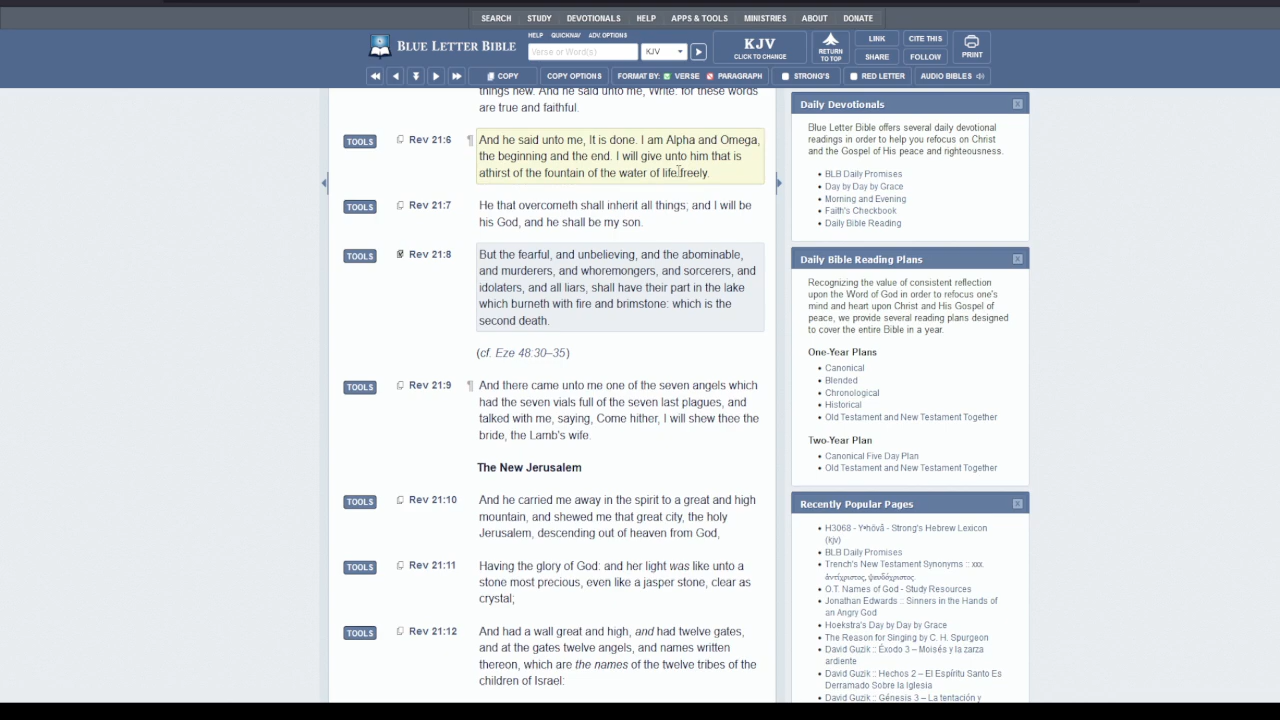 SEARCH STUDY DEVOTIONALS HELP APPS & TOOLS MINISTRIES ABOUT DONATE
BLUE LETTER BIBLE
HELP QUICKNAV ADV. OPTIONS
Verse or Word(s) KJV
KJV
CLICK TO CHANGE
RETURN
TO TOP
LINK CITE THIS
SHARE FOLLOW
PRINT
COPY COPY OPTIONS FORMAT BY: VERSE PARAGRAPH STRONG'S RED LETTER AUDIO BIBLES
things new. And he said unto me, Write: for these words
are true and faithful.
TOOLS Rev 21:6 ¶ And he said unto me, It is done. I am Alpha and Omega,
the beginning and the end. I will give unto him that is
athirst of the fountain of the water of life freely.
TOOLS Rev 21:7 He that overcometh shall inherit all things; and I will be
his God, and he shall be my son.
TOOLS Rev 21:8 But the fearful, and unbelieving, and the abominable,
and murderers, and whoremongers, and sorcerers, and
idolaters, and all liars, shall have their part in the lake
which burneth with fire and brimstone: which is the
second death.
(cf. Eze 48:30–35)
TOOLS Rev 21:9 ¶ And there came unto me one of the seven angels which
had the seven vials full of the seven last plagues, and
talked with me, saying, Come hither, I will shew thee the
bride, the Lamb's wife.
The New Jerusalem
TOOLS Rev 21:10 And he carried me away in the spirit to a great and high
mountain, and shewed me that great city, the holy
Jerusalem, descending out of heaven from God,
TOOLS Rev 21:11 Having the glory of God: and her light was like unto a
stone most precious, even like a jasper stone, clear as
crystal;
TOOLS Rev 21:12 And had a wall great and high, and had twelve gates,
and at the gates twelve angels, and names written
thereon, which are the names of the twelve tribes of the
children of Israel:
Daily Devotionals
Blue Letter Bible offers several daily devotional
readings in order to help you refocus on Christ
and the Gospel of His peace and righteousness.
• BLB Daily Promises
• Day by Day by Grace
• Morning and Evening
• Faith's Checkbook
• Daily Bible Reading
Daily Bible Reading Plans
Recognizing the value of consistent reflection
upon the Word of God in order to refocus one's
mind and heart upon Christ and His Gospel of
peace, we provide several reading plans designed
to cover the entire Bible in a year.
One-Year Plans
• Canonical
• Blended
• Chronological
• Historical
• Old Testament and New Testament Together
Two-Year Plan
• Canonical Five Day Plan
• Old Testament and New Testament Together
Recently Popular Pages
• H3068 - Yᵉhōvâ - Strong's Hebrew Lexicon
(kjv)
• BLB Daily Promises
• Trench's New Testament Synonyms :: xxx.
ἀντίχριστος, ψευδόχριστος.
• O.T. Names of God - Study Resources
• Jonathan Edwards :: Sinners in the Hands of
an Angry God
• Hoekstra's Day by Day by Grace
• The Reason for Singing by C. H. Spurgeon
• David Guzik :: Éxodo 3 – Moisés y la zarza
ardiente
• David Guzik :: Hechos 2 – El Espíritu Santo Es
Derramado Sobre la Iglesia
• David Guzik :: Génesis 3 – La tentación y